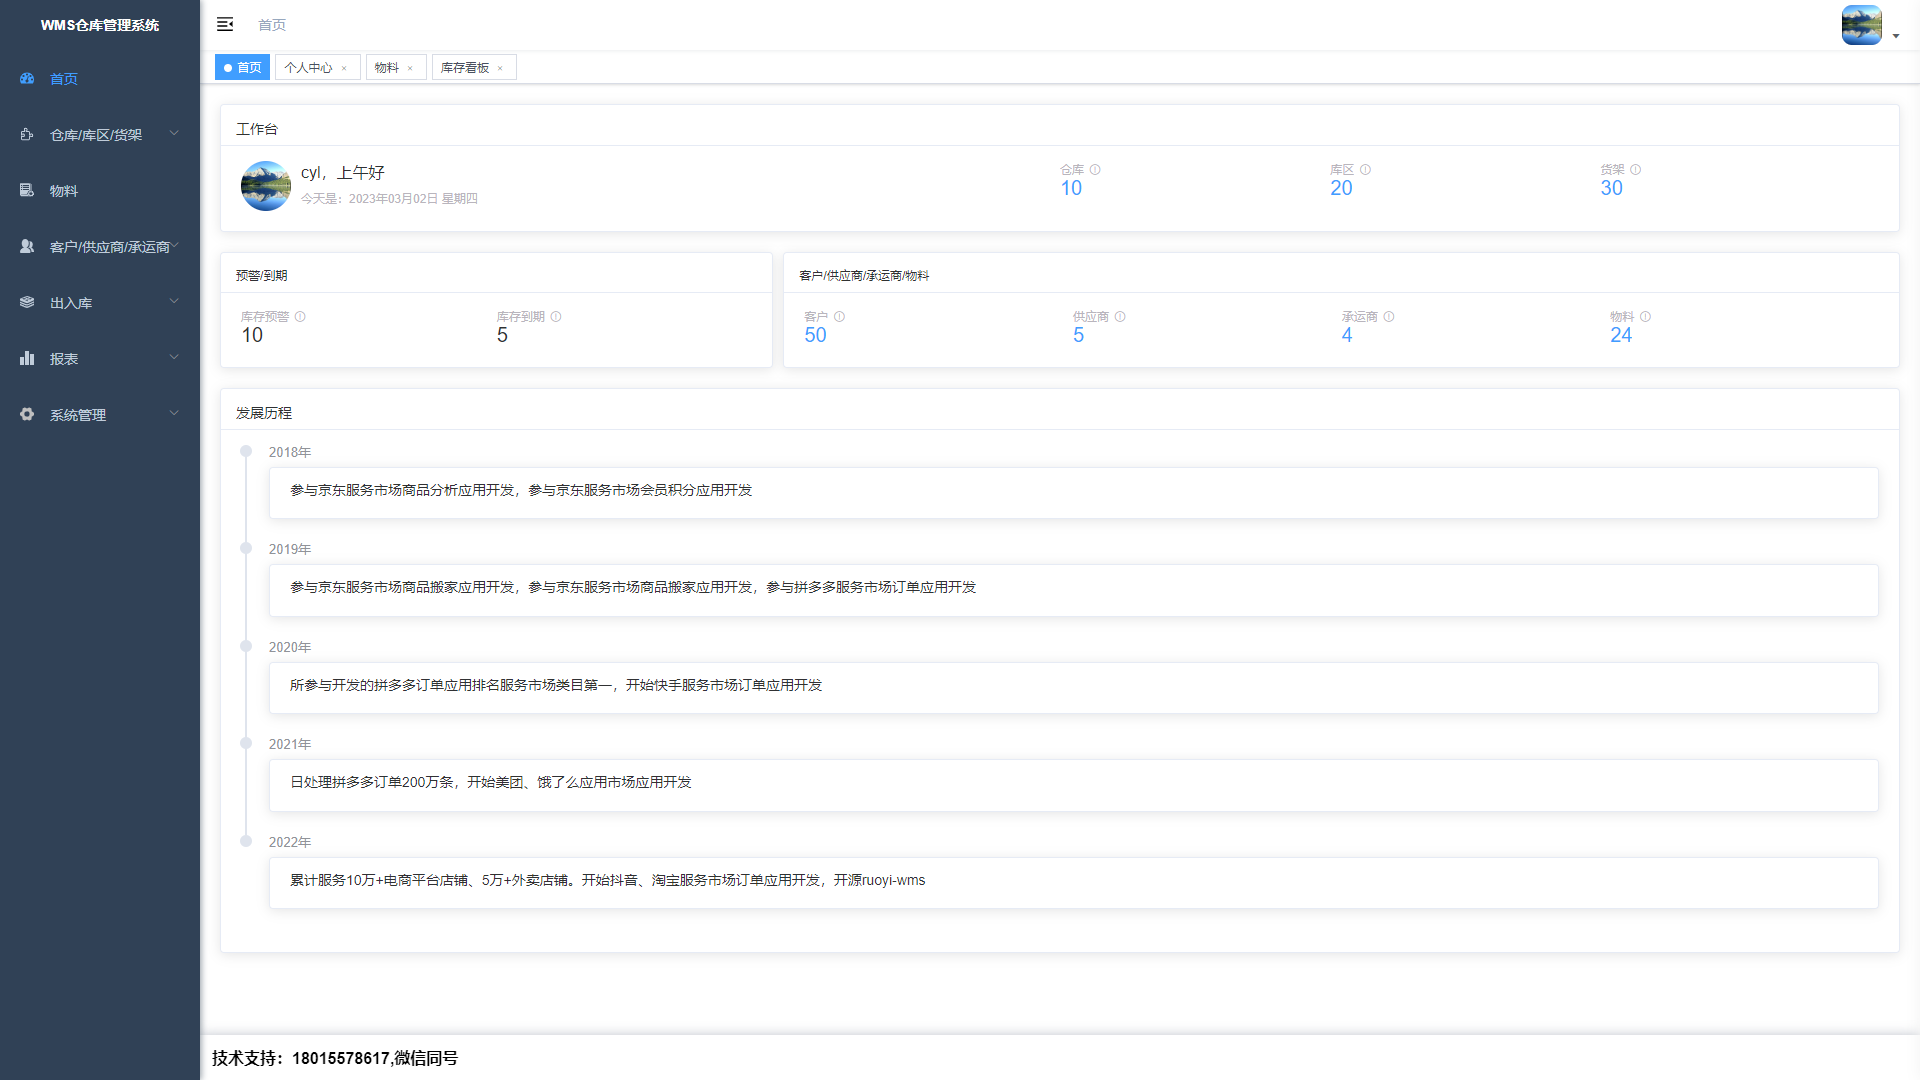 WMS仓库管理系统
首页
仓库/库区/货架
物料
客户/供应商/承运商
出入库
报表
系统管理
首页
首页
个人中心 ×
物料 ×
库存看板 ×
工作台
cyl，上午好
今天是：2023年03月02日 星期四
仓库
10
库区
20
货架
30
预警/到期
库存预警
10
库存到期
5
客户/供应商/承运商/物料
客户
50
供应商
5
承运商
4
物料
24
发展历程
2018年
参与京东服务市场商品分析应用开发，参与京东服务市场会员积分应用开发
2019年
参与京东服务市场商品搬家应用开发，参与京东服务市场商品搬家应用开发，参与拼多多服务市场订单应用开发
2020年
所参与开发的拼多多订单应用排名服务市场类目第一，开始快手服务市场订单应用开发
2021年
日处理拼多多订单200万条，开始美团、饿了么应用市场应用开发
2022年
累计服务10万+电商平台店铺、5万+外卖店铺。开始抖音、淘宝服务市场订单应用开发，开源ruoyi-wms
技术支持：18015578617,微信同号